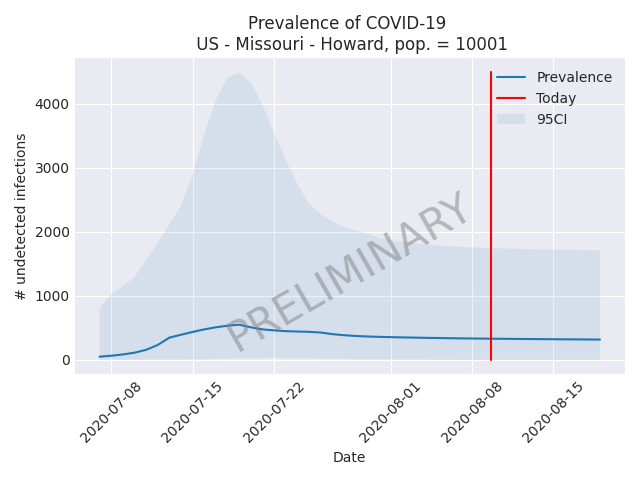 Prevalence of COVID-19
US - Missouri - Howard, pop. = 10001
Prevalence
Today
95CI
PRELIMINARY
# undetected infections
4000
3000
2000
1000
0
2020-07-08
2020-07-15
2020-07-22
2020-08-01
2020-08-08
2020-08-15
Date